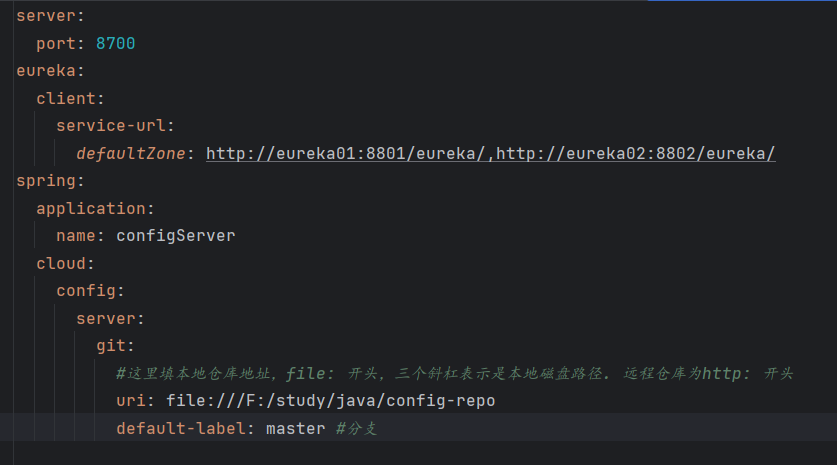 server:
  port: 8700
eureka:
  client:
    service-url:
      defaultZone: http://eureka01:8801/eureka/,http://eureka02:8802/eureka/
spring:
  application:
    name: configServer
  cloud:
    config:
      server:
        git:
          #这里填本地仓库地址，file: 开头，三个斜杠表示是本地磁盘路径. 远程仓库为http: 开头
          uri: file:///F:/study/java/config-repo
          default-label: master #分支